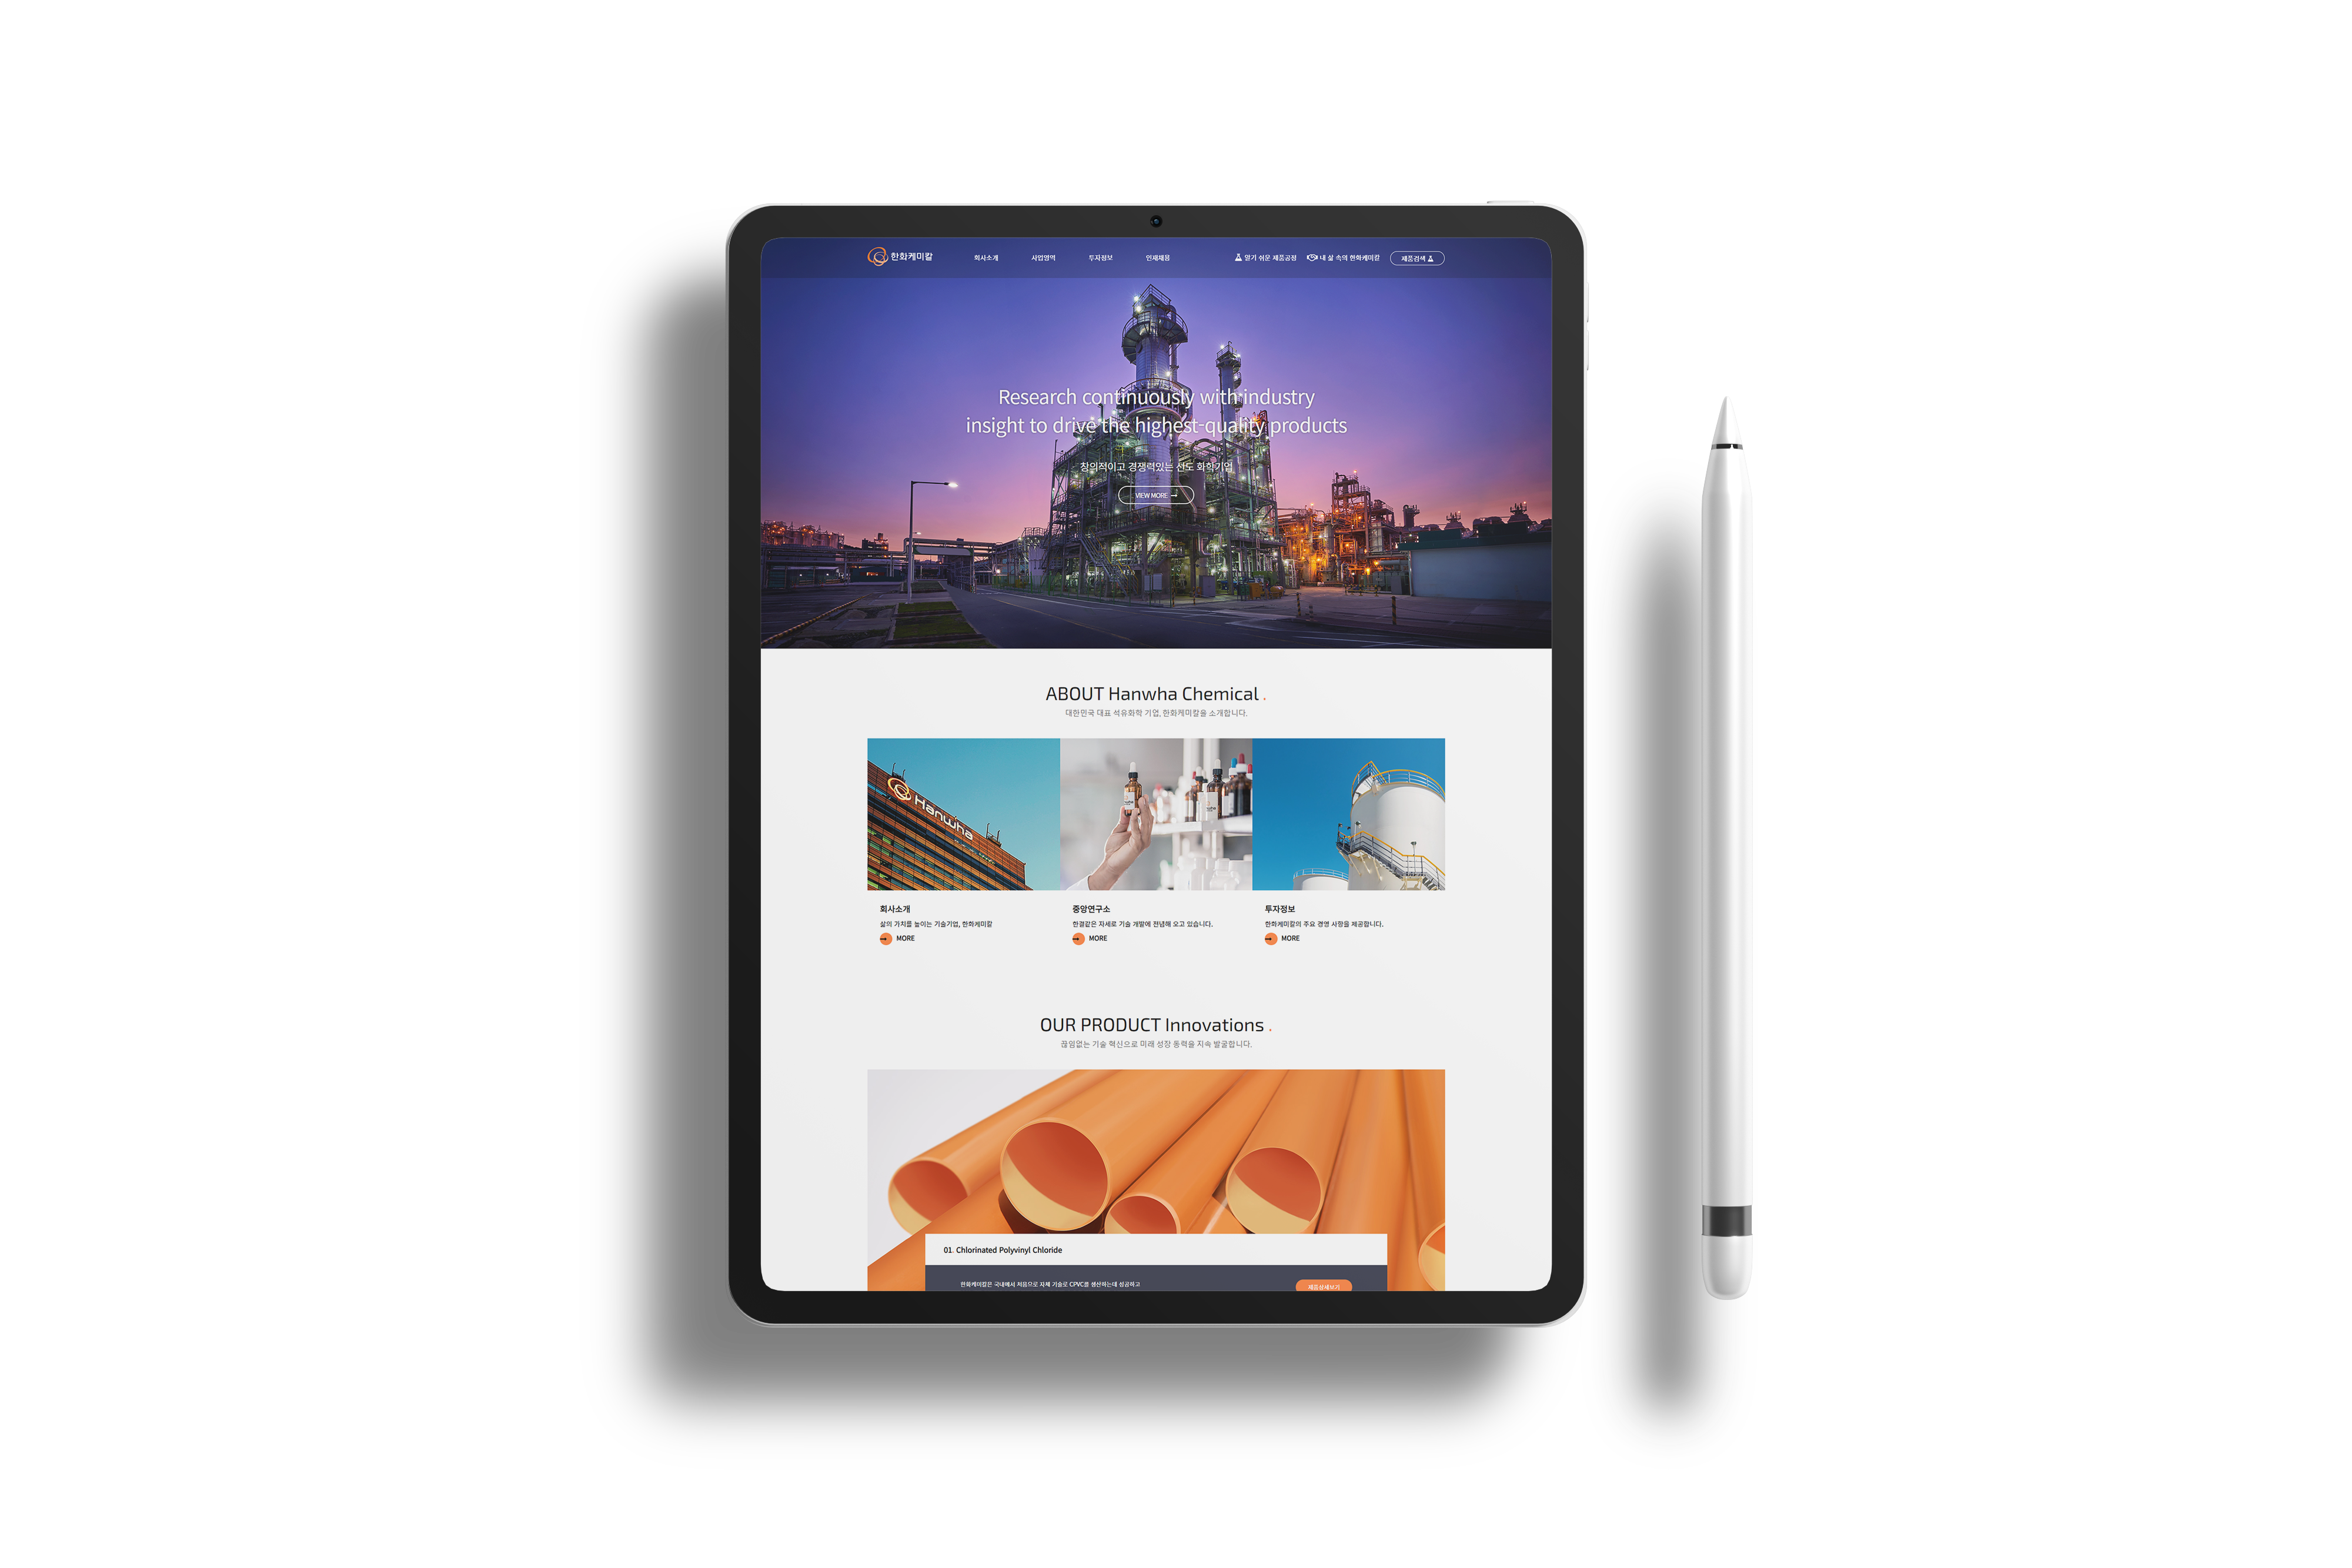 한화케미칼
회사소개 사업영역 투자정보 인재채용 알기 쉬운 제품공정 내 삶 속의 한화케미칼 제품검색
Research continuously with industry
insight to drive the highest-quality products
창의적이고 경쟁력있는 선도 화학기업
VIEW MORE
ABOUT Hanwha Chemical .
대한민국 대표 석유화학 기업, 한화케미칼을 소개합니다.
Hanwha
회사소개
삶의 가치를 높이는 기술기업, 한화케미칼
MORE
중앙연구소
한결같은 자세로 기술 개발에 전념해 오고 있습니다.
MORE
투자정보
한화케미칼의 주요 경영 사항을 제공합니다.
MORE
OUR PRODUCT Innovations .
끊임없는 기술 혁신으로 미래 성장 동력을 지속 발굴합니다.
01. Chlorinated Polyvinyl Chloride
한화케미칼은 국내에서 처음으로 자체 기술로 CPVC를 생산하는데 성공하고
제품상세보기